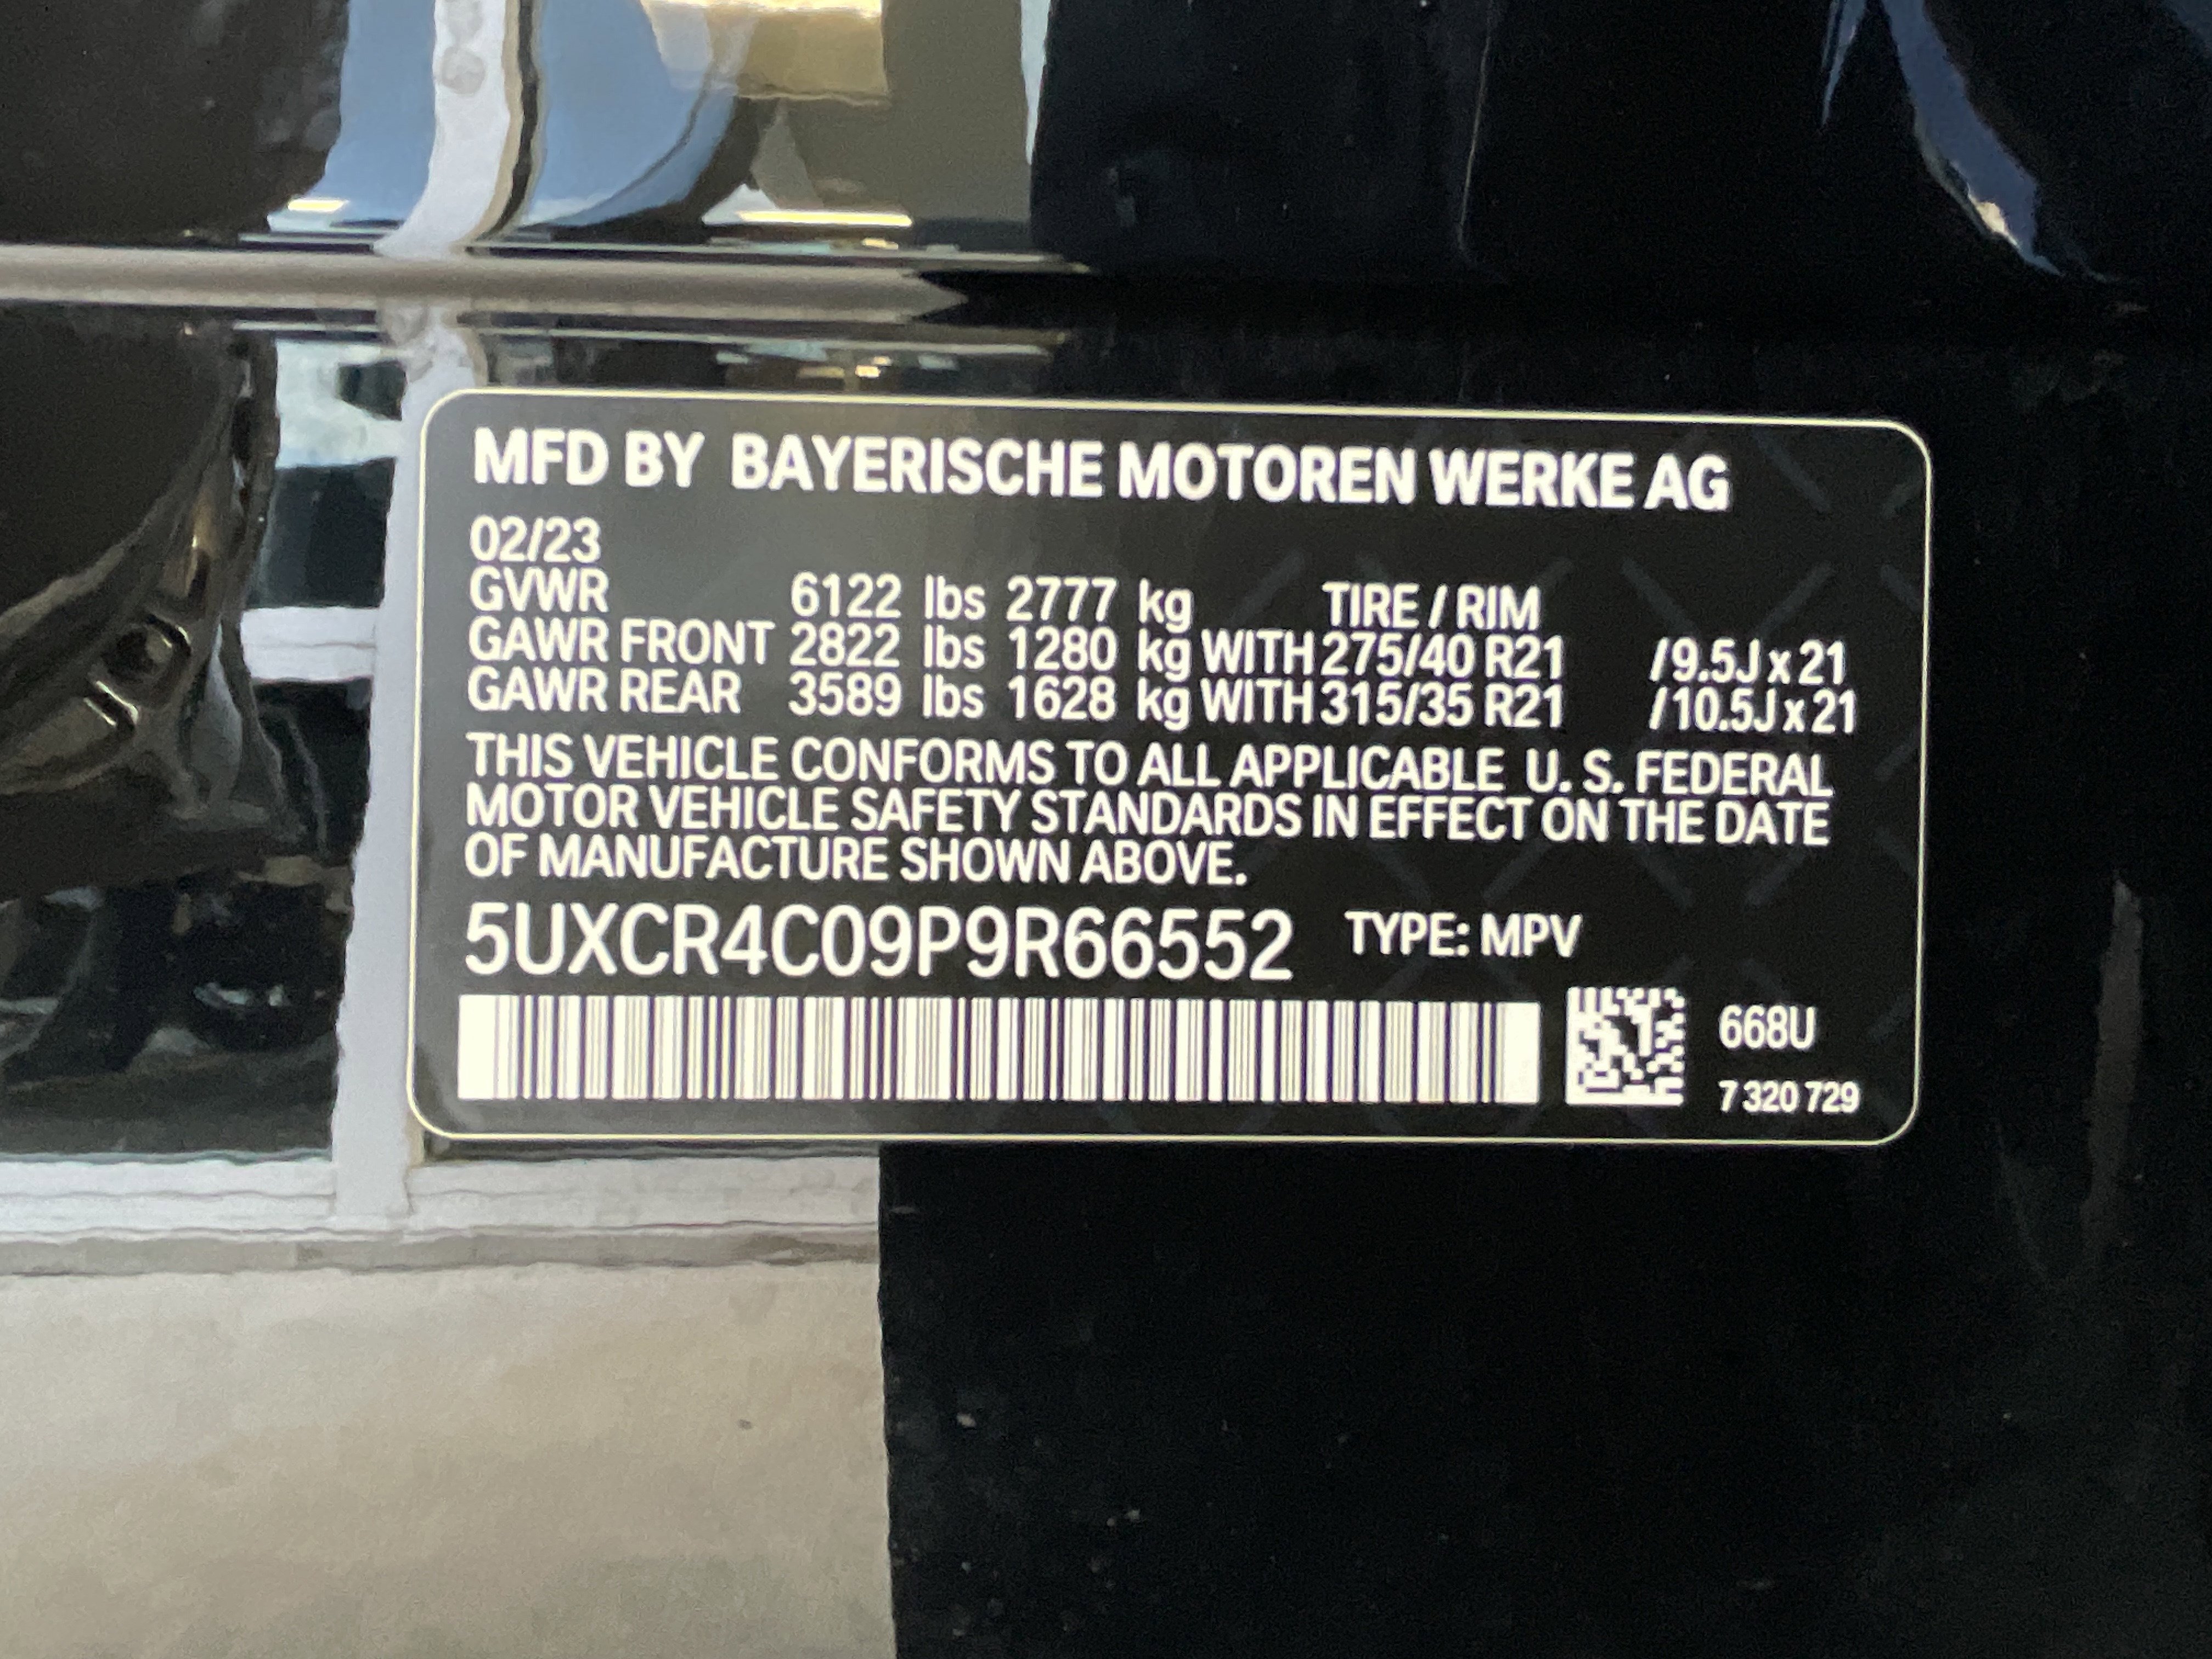 MFD BY BAYERISCHE MOTOREN WERKE AG
02/23
GVWR 6122 lbs 2777 kg TIRE / RIM
GAWR FRONT 2822 lbs 1280 kg WITH 275/40 R21 /9.5J x 21
GAWR REAR 3589 lbs 1628 kg WITH 315/35 R21 /10.5J x 21
THIS VEHICLE CONFORMS TO ALL APPLICABLE U. S. FEDERAL
MOTOR VEHICLE SAFETY STANDARDS IN EFFECT ON THE DATE
OF MANUFACTURE SHOWN ABOVE.
5UXCR4C09P9R66552 TYPE: MPV
668U
7 320 729